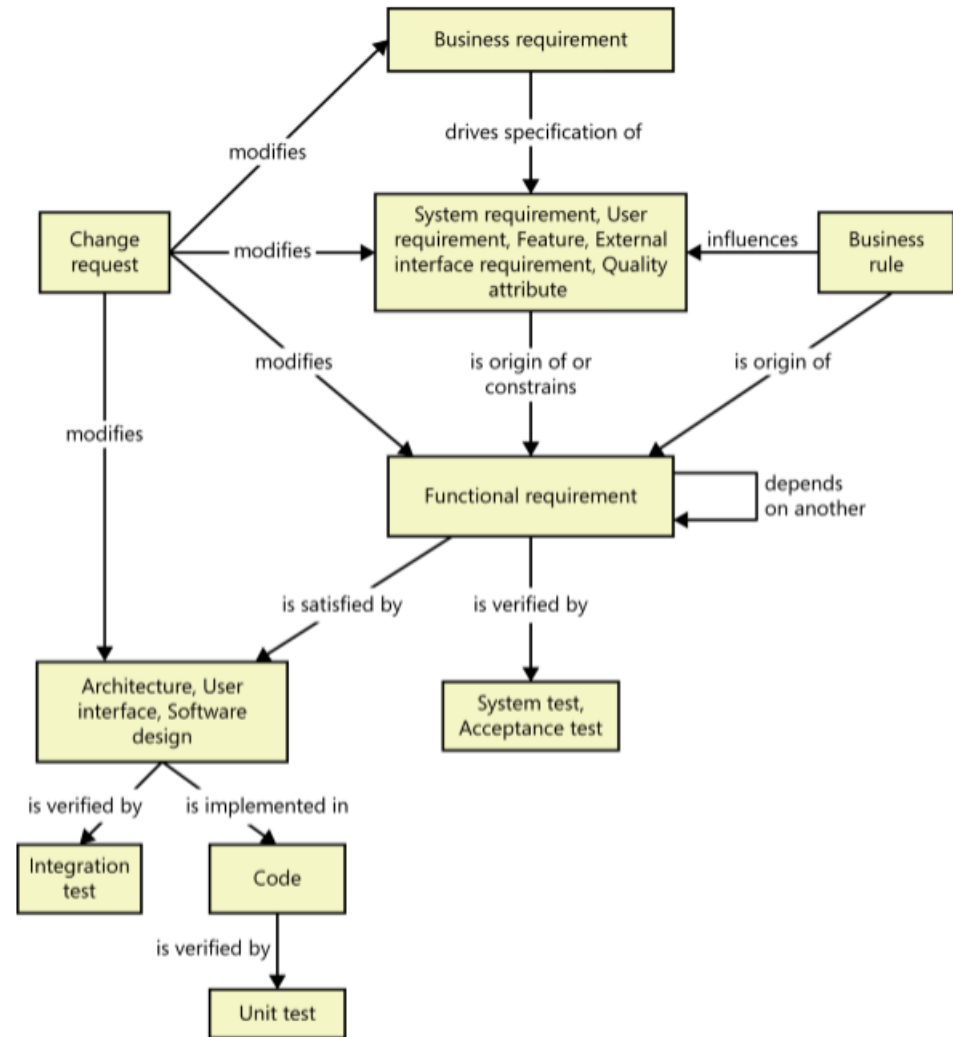 Business requirement
drives specification of
modifies
System requirement, User
requirement, Feature, External
interface requirement, Quality
attribute
Change
request
modifies
influences
Business
rule
modifies
is origin of or
constrains
is origin of
modifies
Functional requirement
depends
on another
is satisfied by
is verified by
Architecture, User
interface, Software
design
System test,
Acceptance test
is verified by
is implemented in
Integration
test
Code
is verified by
Unit test